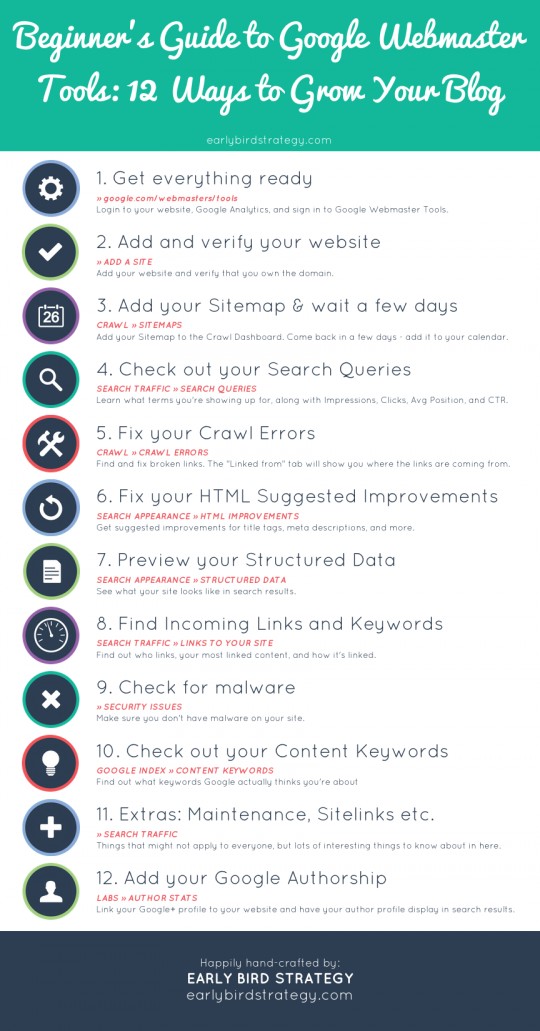 Beginner's Guide to Google Webmaster
Tools: 12 Ways to Grow Your Blog
earlybirdstrategy.com
1. Get everything ready
» google.com/webmasters/tools
Login to your website, Google Analytics, and sign in to Google Webmaster Tools.
2. Add and verify your website
» ADD A SITE
Add your website and verify that you own the domain.
26
3. Add your Sitemap & wait a few days
CRAWL » SITEMAPS
Add your Sitemap to the Crawl Dashboard. Come back in a few days - add it to your calendar.
4. Check out your Search Queries
SEARCH TRAFFIC » SEARCH QUERIES
Learn what terms you're showing up for, along with Impressions, Clicks, Avg Position, and CTR.
5. Fix your Crawl Errors
CRAWL » CRAWL ERRORS
Find and fix broken links. The "Linked from" tab will show you where the links are coming from.
6. Fix your HTML Suggested Improvements
SEARCH APPEARANCE » HTML IMPROVEMENTS
Get suggested improvements for title tags, meta descriptions, and more.
7. Preview your Structured Data
SEARCH APPEARANCE » STRUCTURED DATA
See what your site looks like in search results.
8. Find Incoming Links and Keywords
SEARCH TRAFFIC » LINKS TO YOUR SITE
Find out who links, your most linked content, and how it's linked.
9. Check for malware
» SECURITY ISSUES
Make sure you don't have malware on your site.
10. Check out your Content Keywords
GOOGLE INDEX » CONTENT KEYWORDS
Find out what keywords Google actually thinks you're about
11. Extras: Maintenance, Sitelinks etc.
» SEARCH TRAFFIC
Things that might not apply to everyone, but lots of interesting things to know about in here.
12. Add your Google Authorship
LABS » AUTHOR STATS
Link your Google+ profile to your website and have your author profile display in search results.
Happily hand-crafted by:
EARLY BIRD STRATEGY
earlybirdstrategy.com